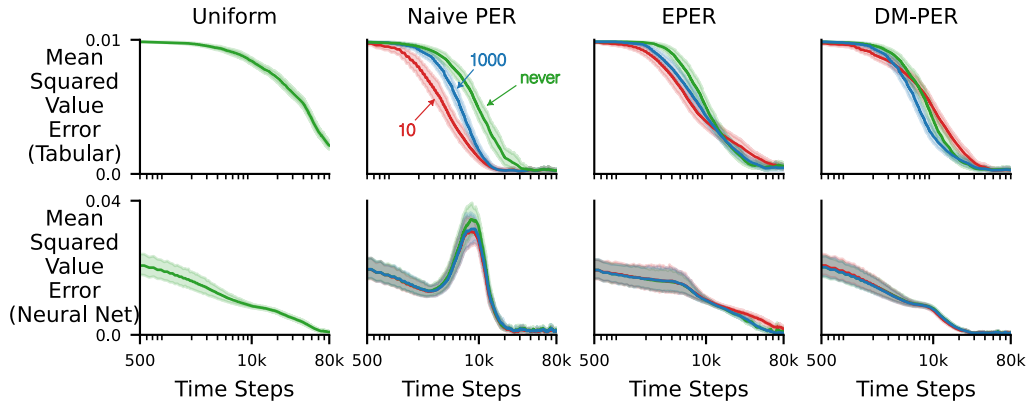 Uniform
Naive PER
EPER
DM-PER
0.01
Mean
Squared
Value
Error
(Tabular)
0.0
1000
never
10
0.04
Mean
Squared
Value
Error
(Neural Net)
0.0
500 10k 80k
500 10k 80k
500 10k 80k
500 10k 80k
Time Steps
Time Steps
Time Steps
Time Steps